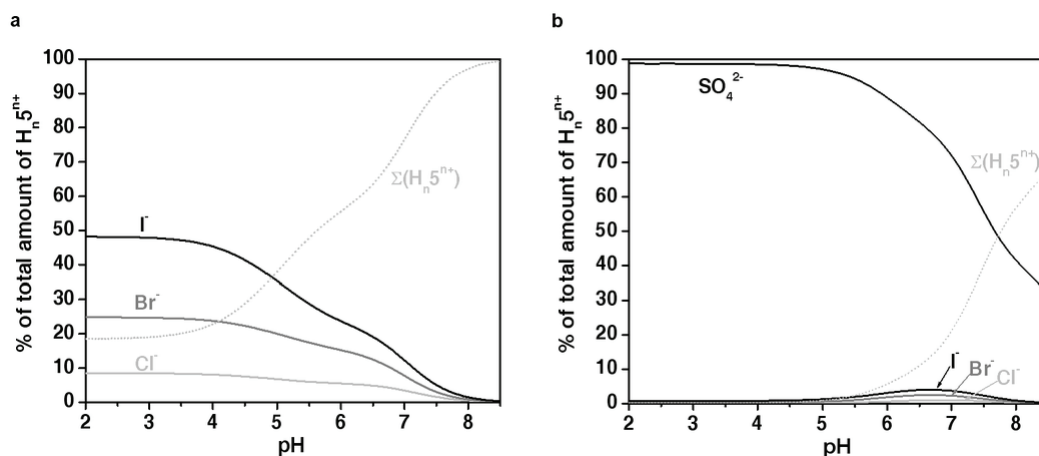 a
% of total amount of Hₙ5ⁿ⁺
100
90
80
70
60
50
40
30
20
10
0
I⁻
Br⁻
Cl⁻
Σ(Hₙ5ⁿ⁺)
2 3 4 5 6 7 8
pH
b
% of total amount of Hₙ5ⁿ⁺
100
90
80
70
60
50
40
30
20
10
0
SO₄²⁻
Σ(Hₙ5ⁿ⁺)
I⁻
Br⁻
Cl⁻
2 3 4 5 6 7 8
pH